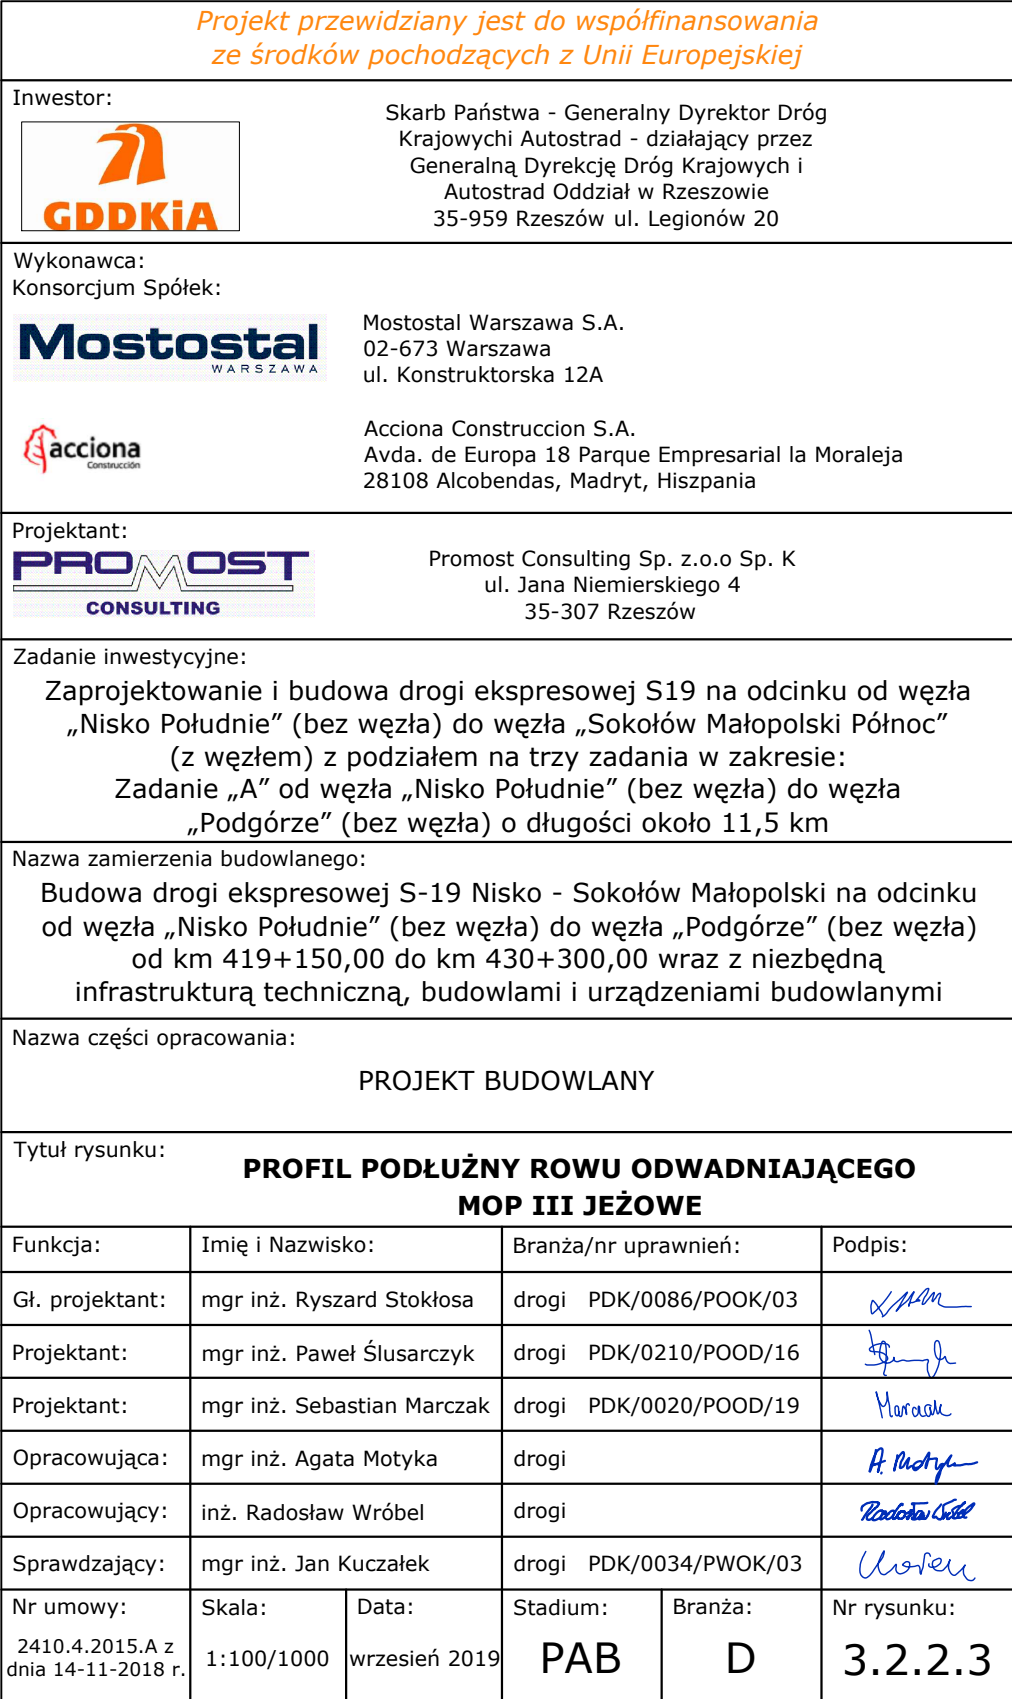 Projekt przewidziany jest do współfinansowania
ze środków pochodzących z Unii Europejskiej
Inwestor:
GDDKiA
Skarb Państwa - Generalny Dyrektor Dróg
Krajowychi Autostrad - działający przez
Generalną Dyrekcję Dróg Krajowych i
Autostrad Oddział w Rzeszowie
35-959 Rzeszów ul. Legionów 20
Wykonawca:
Konsorcjum Spółek:
Mostostal
WARSZAWA
Mostostal Warszawa S.A.
02-673 Warszawa
ul. Konstruktorska 12A
acciona
Construcción
Acciona Construccion S.A.
Avda. de Europa 18 Parque Empresarial la Moraleja
28108 Alcobendas, Madryt, Hiszpania
Projektant:
PROMOST
CONSULTING
Promost Consulting Sp. z.o.o Sp. K
ul. Jana Niemierskiego 4
35-307 Rzeszów
Zadanie inwestycyjne:
Zaprojektowanie i budowa drogi ekspresowej S19 na odcinku od węzła
„Nisko Południe” (bez węzła) do węzła „Sokołów Małopolski Północ”
(z węzłem) z podziałem na trzy zadania w zakresie:
Zadanie „A” od węzła „Nisko Południe” (bez węzła) do węzła
„Podgórze” (bez węzła) o długości około 11,5 km
Nazwa zamierzenia budowlanego:
Budowa drogi ekspresowej S-19 Nisko - Sokołów Małopolski na odcinku
od węzła „Nisko Południe” (bez węzła) do węzła „Podgórze” (bez węzła)
od km 419+150,00 do km 430+300,00 wraz z niezbędną
infrastrukturą techniczną, budowlami i urządzeniami budowlanymi
Nazwa części opracowania:
PROJEKT BUDOWLANY
Tytuł rysunku:
PROFIL PODŁUŻNY ROWU ODWADNIAJĄCEGO
MOP III JEŻOWE
Funkcja: Imię i Nazwisko: Branża/nr uprawnień: Podpis:
Gł. projektant: mgr inż. Ryszard Stokłosa drogi PDK/0086/POOK/03
Projektant: mgr inż. Paweł Ślusarczyk drogi PDK/0210/POOD/16
Projektant: mgr inż. Sebastian Marczak drogi PDK/0020/POOD/19 Marczak
Opracowująca: mgr inż. Agata Motyka drogi A. Motyka
Opracowujący: inż. Radosław Wróbel drogi Radosław Wróbel
Sprawdzający: mgr inż. Jan Kuczałek drogi PDK/0034/PWOK/03
Nr umowy: Skala: Data: Stadium: Branża: Nr rysunku:
2410.4.2015.A z
dnia 14-11-2018 r. 1:100/1000 wrzesień 2019 PAB D 3.2.2.3